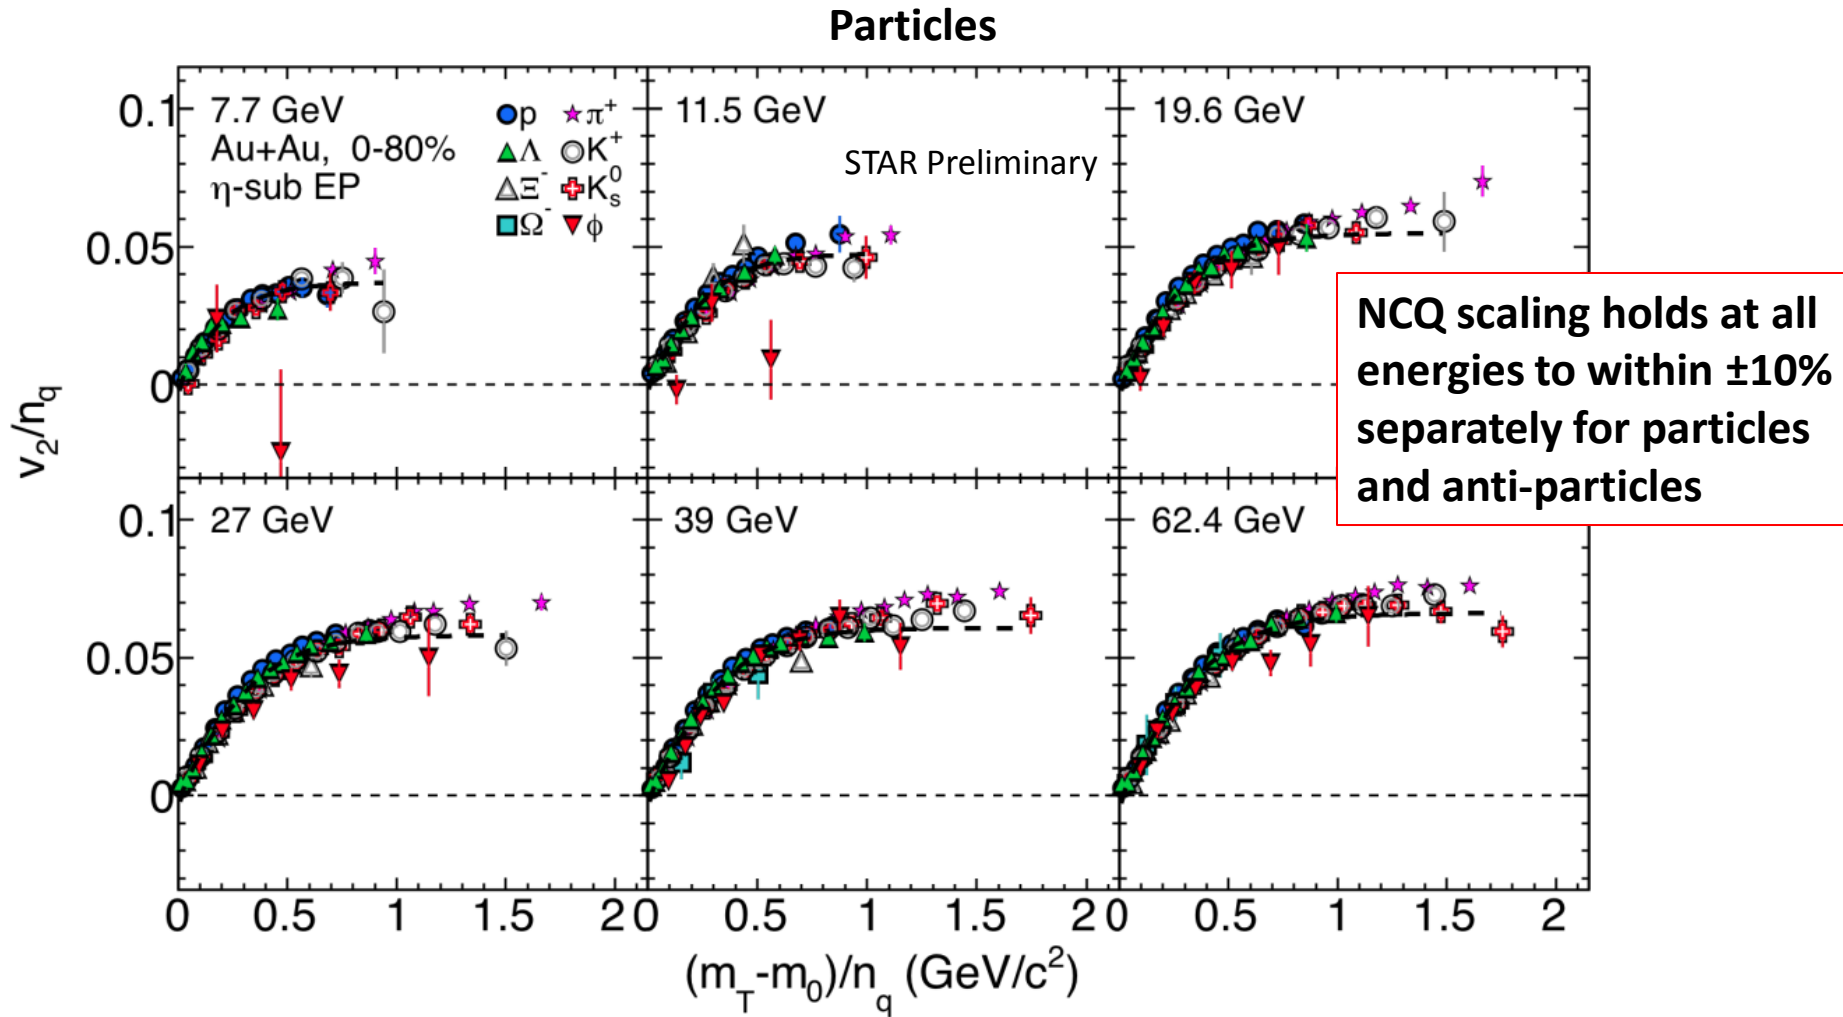 Particles
7.7 GeV
Au+Au, 0-80%
η-sub EP
p π⁺
Λ K⁺
Ξ⁻ K⁰ₛ
Ω⁻ φ
11.5 GeV
STAR Preliminary
19.6 GeV
0.1
0.05
0
NCQ scaling holds at all
energies to within ±10%
separately for particles
and anti-particles
v₂/n_q
27 GeV
39 GeV
62.4 GeV
0.1
0.05
0
0 0.5 1 1.5 2 0 0.5 1 1.5 2 0 0.5 1 1.5 2
(m_T-m₀)/n_q (GeV/c²)